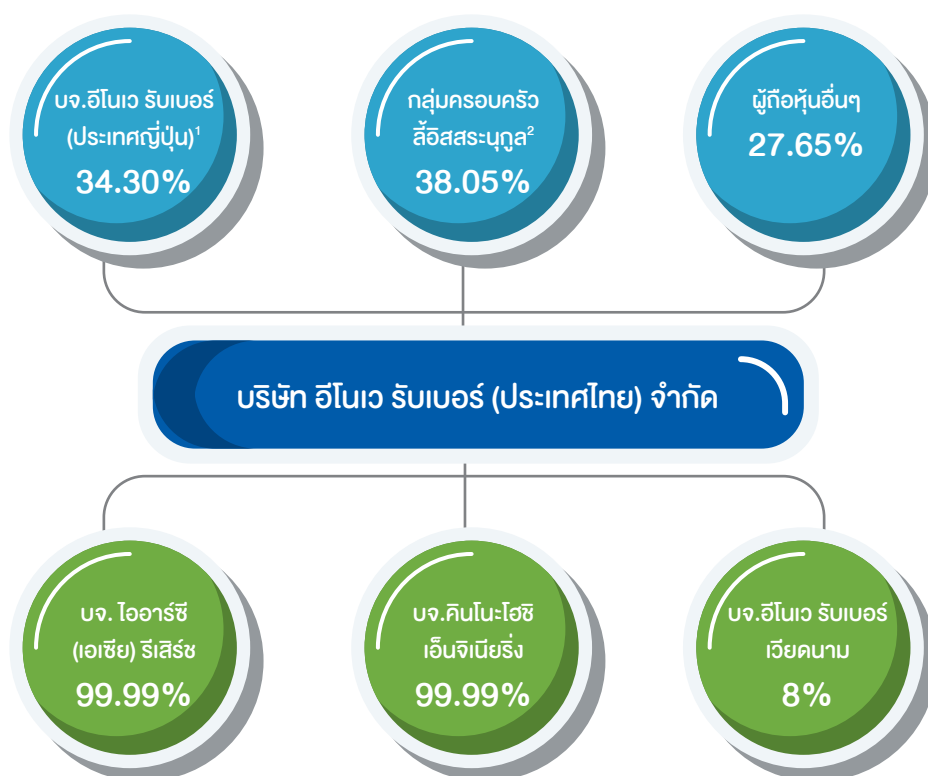 บจ.อีโนเว รับเบอร์
(ประเทศญี่ปุ่น)¹
34.30%
กลุ่มครอบครัว
ลี้อิสสระนุกูล²
38.05%
ผู้ถือหุ้นอื่นๆ
27.65%
บริษัท อีโนเว รับเบอร์ (ประเทศไทย) จำกัด
บจ. ไออาร์ซี
(เอเซีย) รีเสิร์ช
99.99%
บจ.คินโนะโฮชิ
เอ็นจิเนียริ่ง
99.99%
บจ.อีโนเว รับเบอร์
เวียดนาม
8%